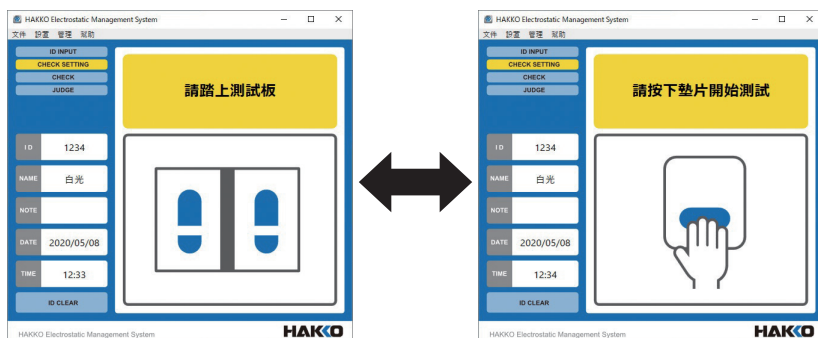 HAKKO Electrostatic Management System
文件 設置 管理 幫助
ID INPUT
CHECK SETTING
CHECK
JUDGE
請踏上測試板
ID 1234
NAME 白光
NOTE
DATE 2020/05/08
TIME 12:33
ID CLEAR
HAKKO Electrostatic Management System
HAKKO
HAKKO Electrostatic Management System
文件 設置 管理 幫助
ID INPUT
CHECK SETTING
CHECK
JUDGE
請按下墊片開始測試
ID 1234
NAME 白光
NOTE
DATE 2020/05/08
TIME 12:34
ID CLEAR
HAKKO Electrostatic Management System
HAKKO